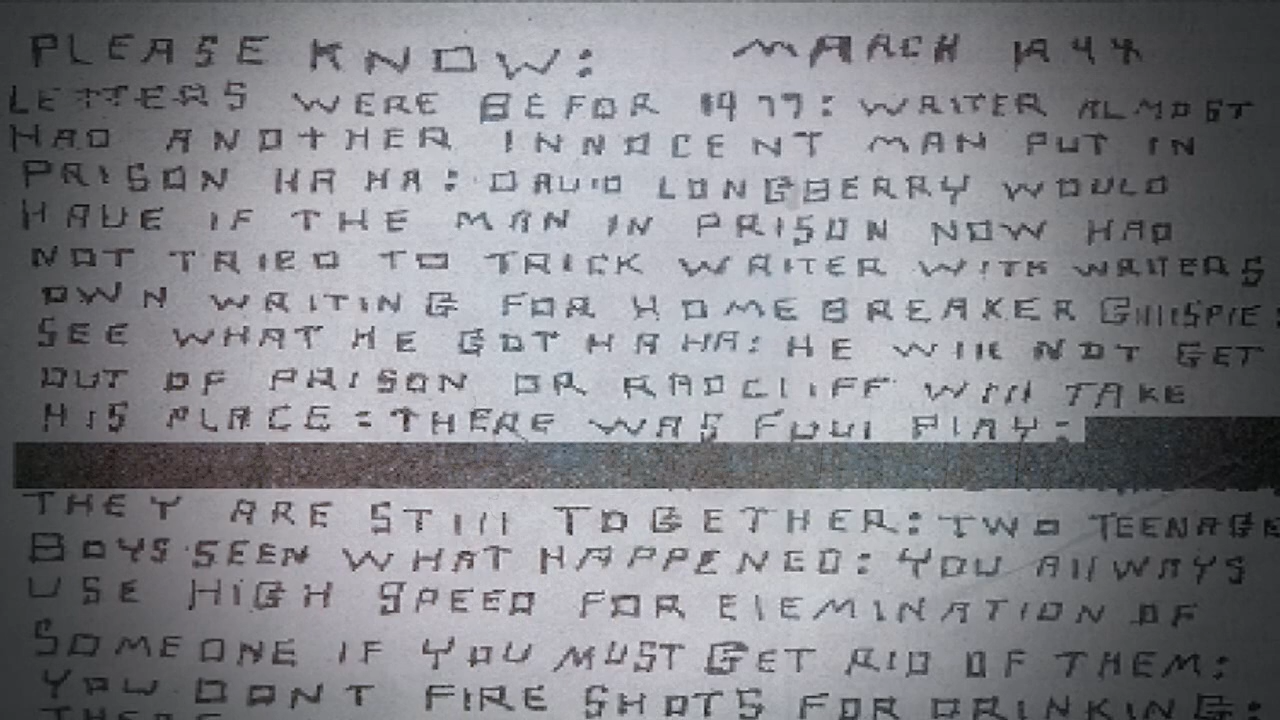 PLEASE KNOW: MARCH 1994
LETTERS WERE BEFOR 1977: WRITER ALMOST
HAD ANOTHER INNOCENT MAN PUT IN
PRISON HA HA: DAVID LONGBERRY WOULD
HAVE IF THE MAN IN PRISON NOW HAD
NOT TRIED TO TRICK WRITER WITH WRITERS
OWN WRITING FOR HOMEBREAKER GIllISPIE:
SEE WHAT HE GOT HA HA: HE WIll NOT GET
OUT OF PRISON OR RADCLIFF WIll TAKE
HIS PLACE: THERE WAS FOUl PlAY:
THEY ARE STIll TOGETHER: TWO TEENAGE
BOYS SEEN WHAT HAPPENED: YOU AllWAYS
USE HIGH SPEED FOR ElEMINATION OF
SOMEONE IF YOU MUST GET RID OF THEM:
YOU DONT FIRE SHOTS FOR DRINKING: